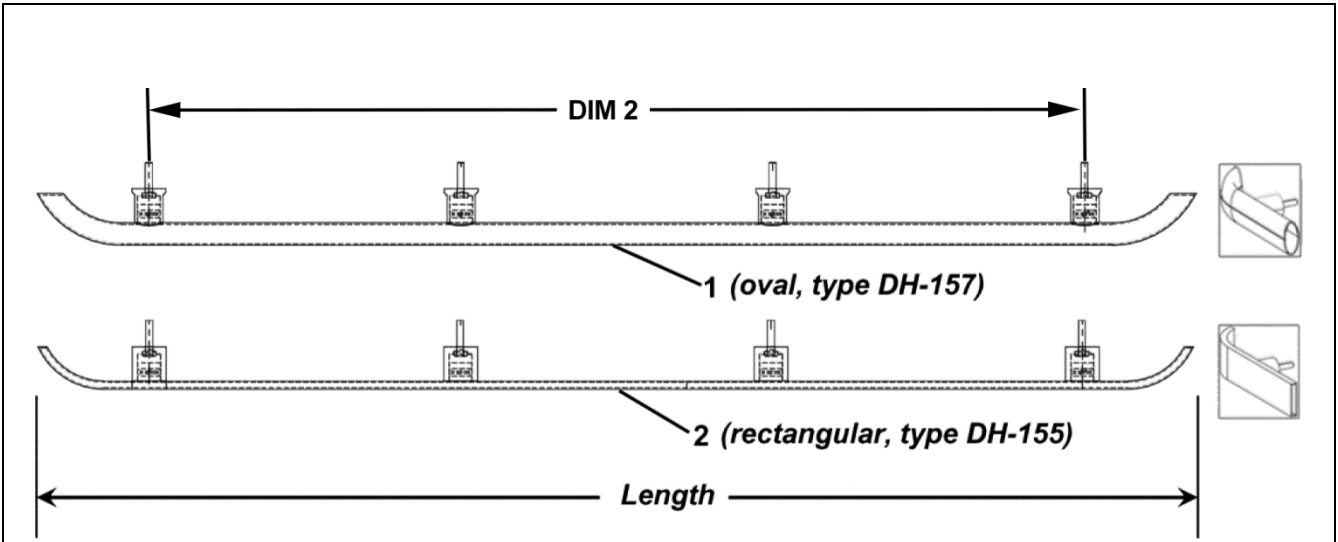 DIM 2
1 (oval, type DH-157)
2 (rectangular, type DH-155)
Length